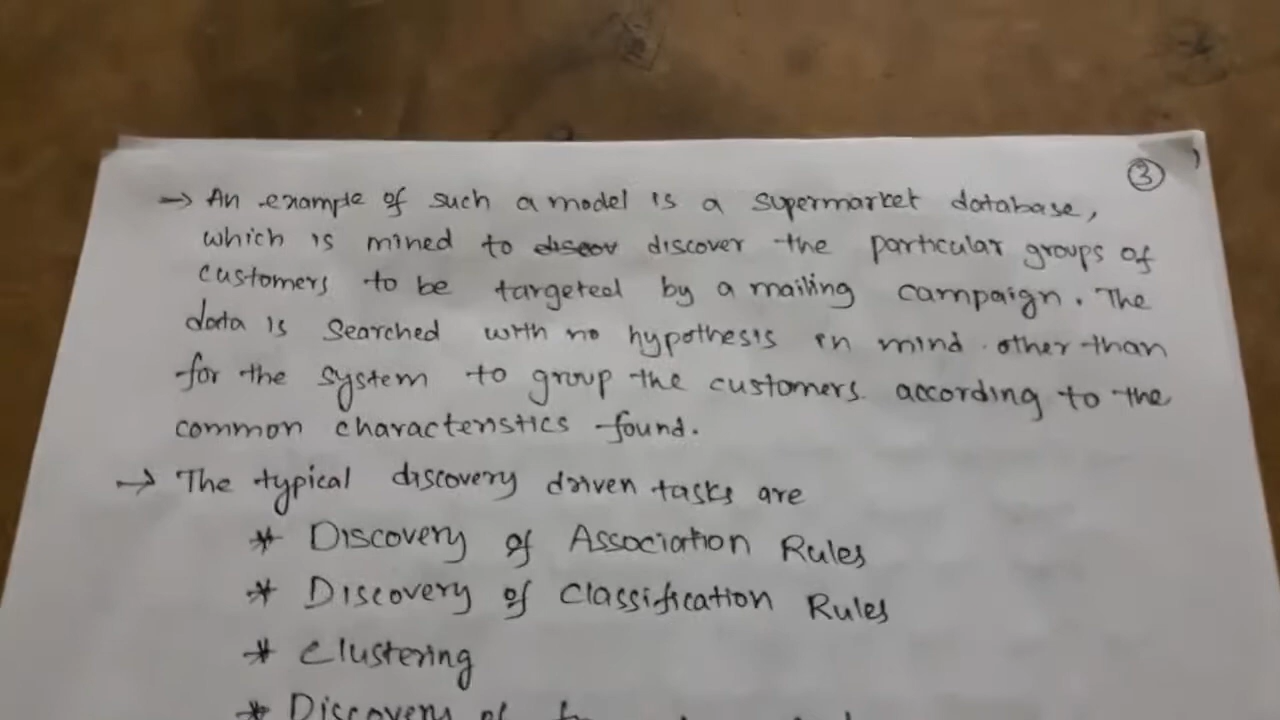 ③
→ An example of such a model is a supermarket database,
which is mined to discov discover the particular groups of
customers to be targeted by a mailing campaign. The
data is searched with no hypothesis in mind other than
for the system to group the customers according to the
common characteristics found.
→ The typical discovery driven tasks are
* Discovery of Association Rules
* Discovery of Classification Rules
* Clustering
* Discovery of